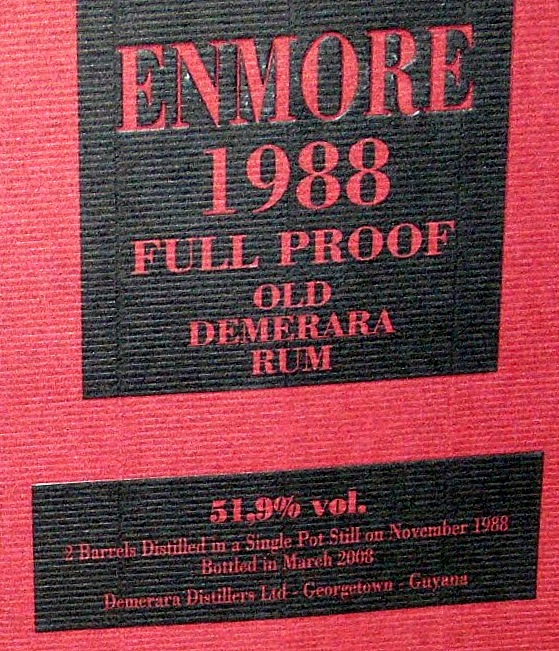 ENMORE
1988
FULL PROOF
OLD
DEMERARA
RUM
51,9% vol.
2 Barrels Distilled in a Single Pot Still on November 1988
Bottled in March 2008
Demerara Distillers Ltd - Georgetown - Guyana